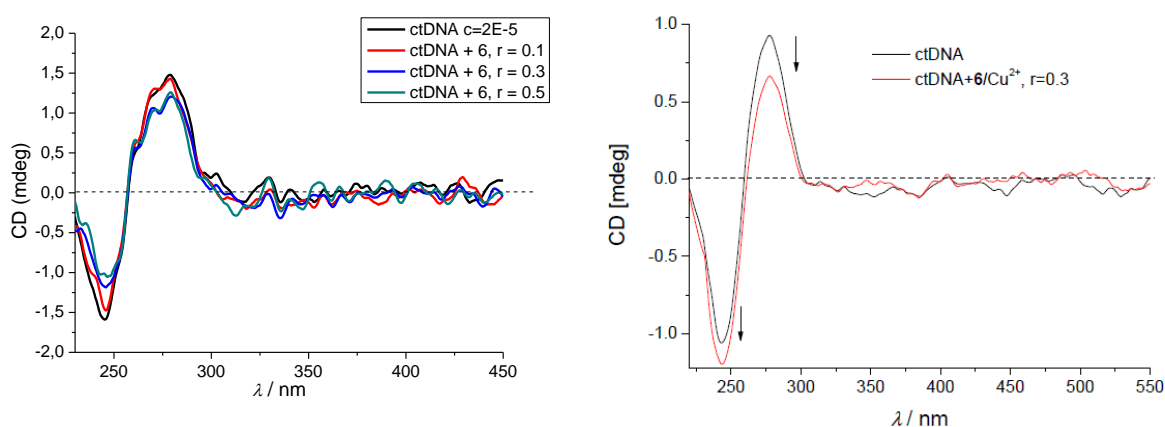 ctDNA c=2E-5
ctDNA + 6, r = 0.1
ctDNA + 6, r = 0.3
ctDNA + 6, r = 0.5
2,0
1,5
1,0
0,5
0,0
-0,5
-1,0
-1,5
-2,0
CD (mdeg)
250 300 350 400 450
λ / nm
ctDNA
ctDNA+6/Cu²⁺, r=0.3
1.0
0.5
0.0
-0.5
-1.0
CD [mdeg]
250 300 350 400 450 500 550
λ / nm